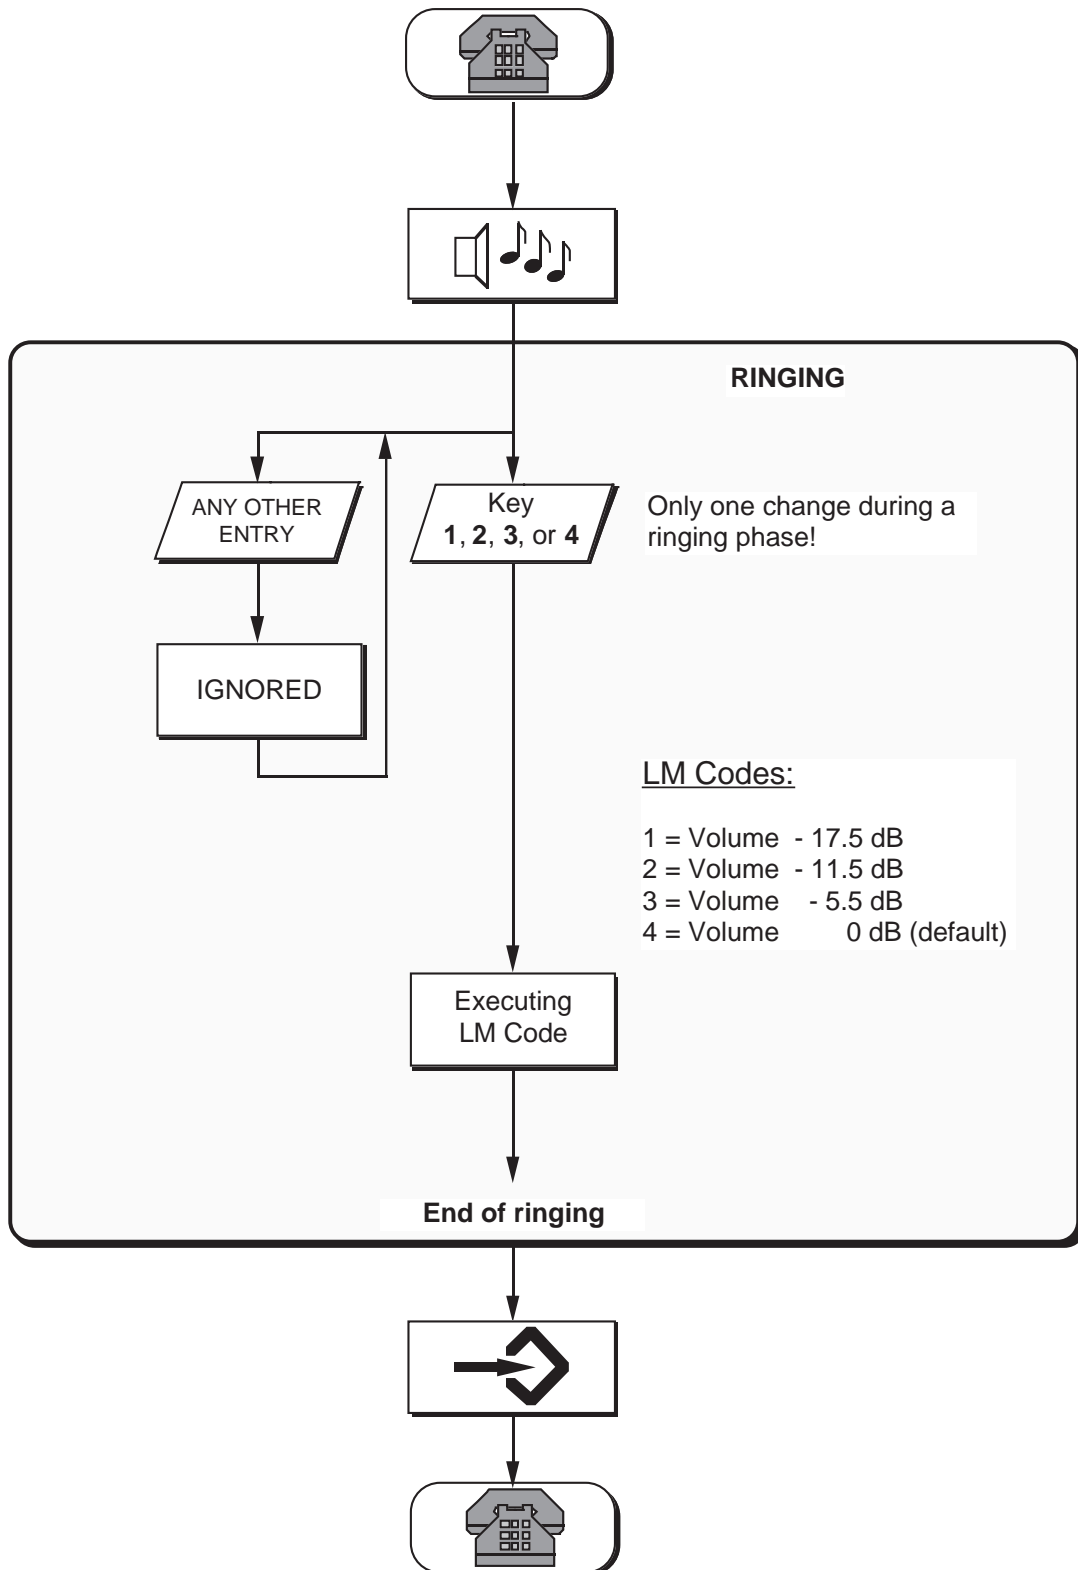 RINGING
ANY OTHER
ENTRY
Key
1, 2, 3, or 4
Only one change during a
ringing phase!
IGNORED
LM Codes:
1 = Volume - 17.5 dB
2 = Volume - 11.5 dB
3 = Volume - 5.5 dB
4 = Volume 0 dB (default)
Executing
LM Code
End of ringing